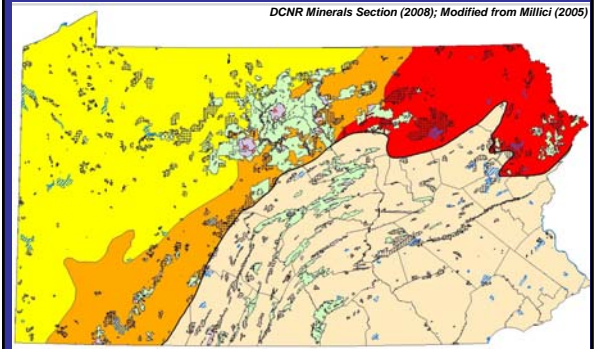 DCNR Minerals Section (2008); Modified from Millici (2005)